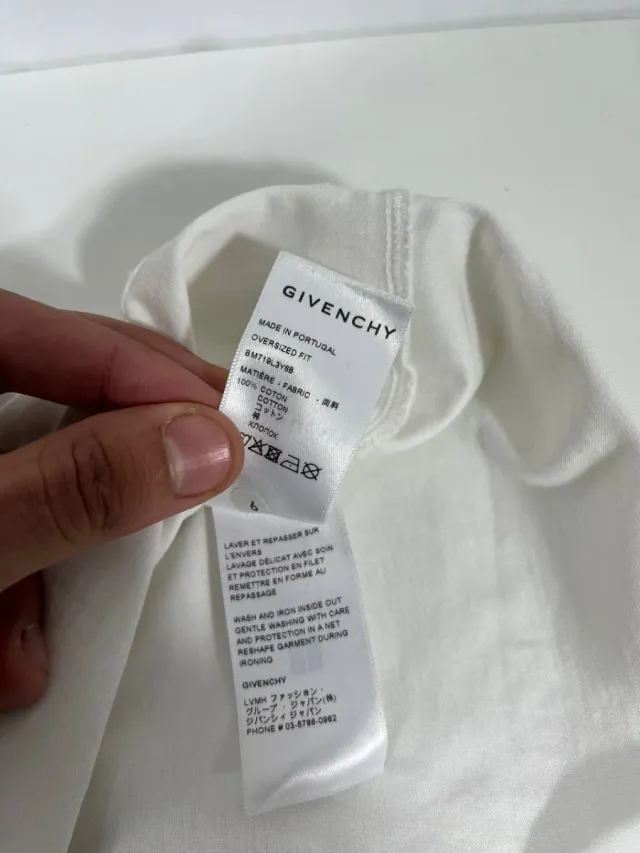 GIVENCHY
MADE IN PORTUGAL
OVERSIZED FIT
BM719L3Y8B
MATIÈRE - FABRIC - 面料
100% COTON
COTTON
コットン
棉
ХЛОПОК
LAVER ET REPASSER SUR
L'ENVERS
LAVAGE DÉLICAT AVEC SOIN
ET PROTECTION EN FILET
REMETTRE EN FORME AU
REPASSAGE
WASH AND IRON INSIDE OUT
GENTLE WASHING WITH CARE
AND PROTECTION IN A NET
RESHAPE GARMENT DURING
IRONING
GIVENCHY
LVMH ファッション・
グループ・ジャパン(株)
ジバンシィ ジャパン
PHONE # 03-5786-0962